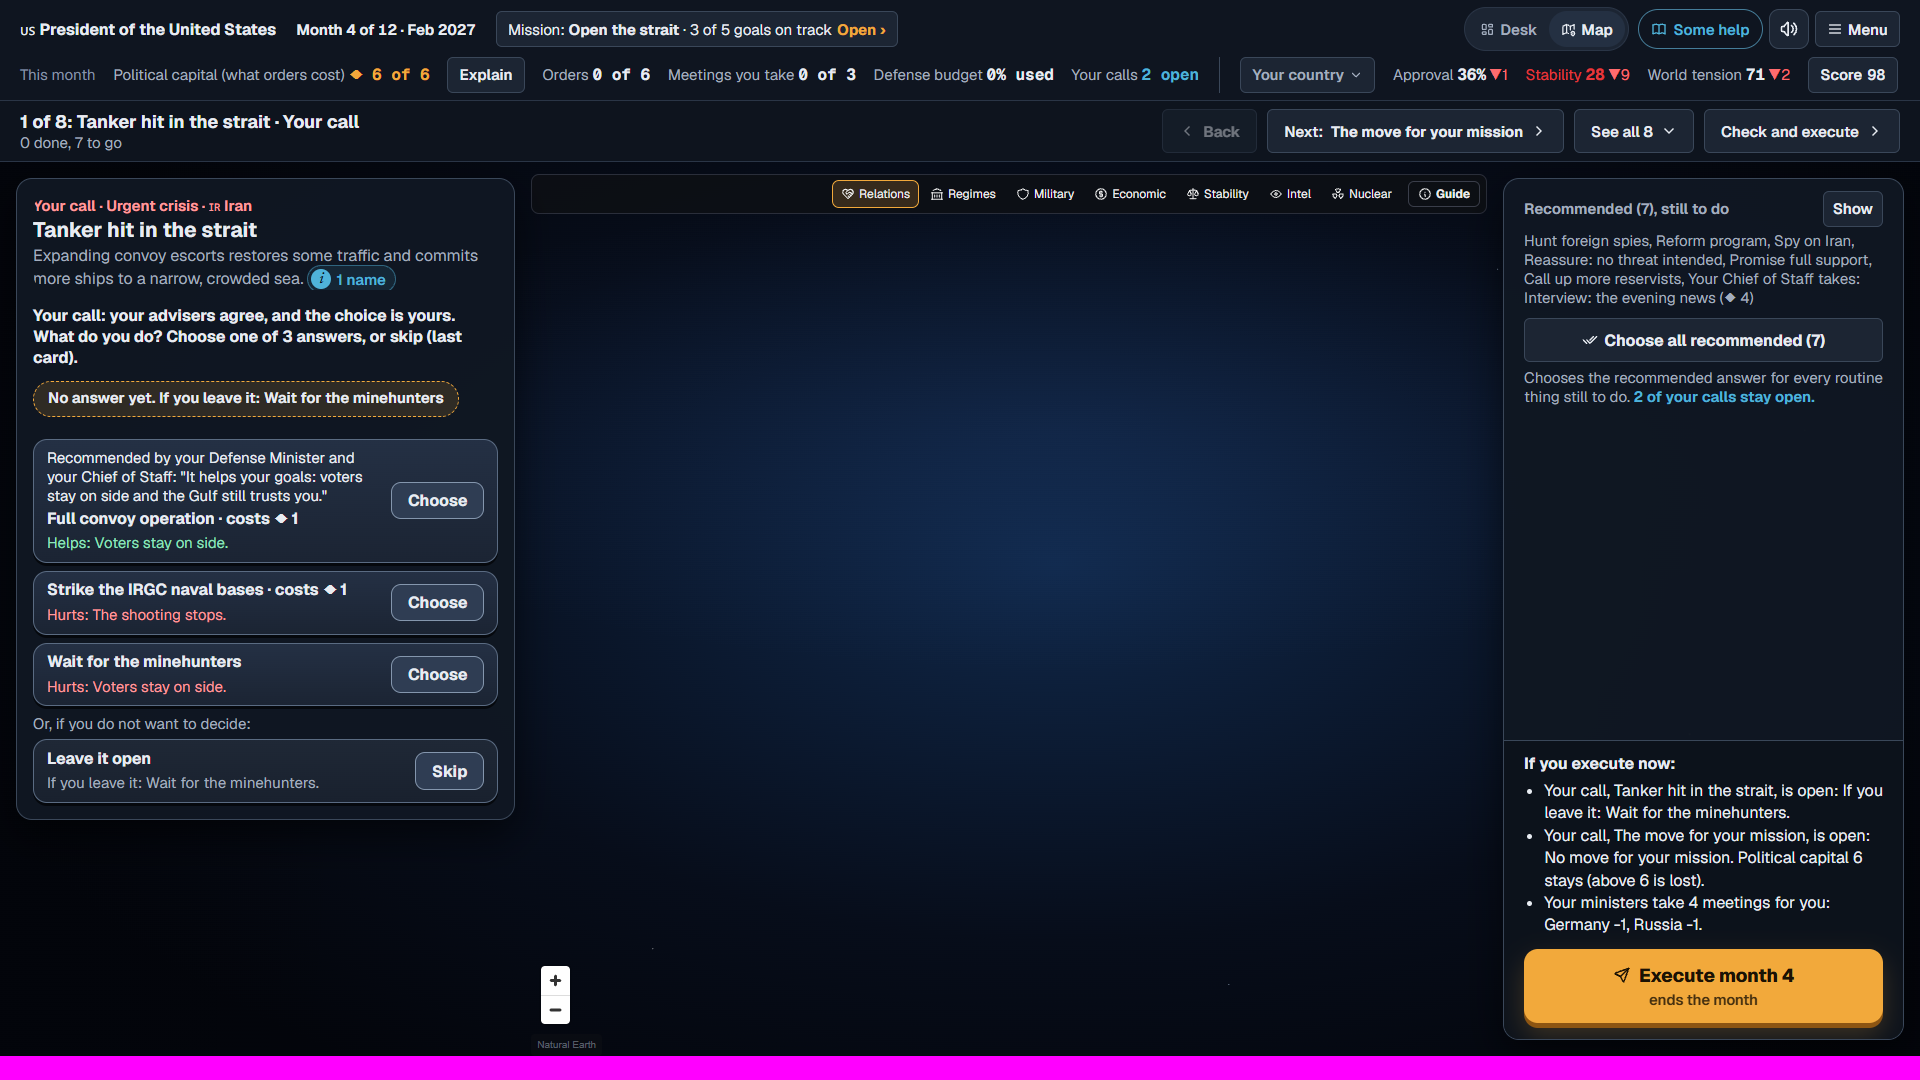 US President of the United States
Month 4 of 12 · Feb 2027
Mission: Open the strait · 3 of 5 goals on track Open ›
Desk
Map
Some help
Menu
This month
Political capital (what orders cost) ◆ 6 of 6
Explain
Orders 0 of 6
Meetings you take 0 of 3
Defense budget 0% used
Your calls 2 open
Your country
Approval 36% ▼1
Stability 28 ▼9
World tension 71 ▼2
Score 98
1 of 8: Tanker hit in the strait · Your call
0 done, 7 to go
Back
Next: The move for your mission
See all 8
Check and execute
Your call · Urgent crisis · IR Iran
Tanker hit in the strait
Expanding convoy escorts restores some traffic and commits
more ships to a narrow, crowded sea. i 1 name
Your call: your advisers agree, and the choice is yours.
What do you do? Choose one of 3 answers, or skip (last
card).
No answer yet. If you leave it: Wait for the minehunters
Recommended by your Defense Minister and
your Chief of Staff: "It helps your goals: voters
stay on side and the Gulf still trusts you."
Full convoy operation · costs ◆ 1
Helps: Voters stay on side.
Choose
Strike the IRGC naval bases · costs ◆ 1
Hurts: The shooting stops.
Choose
Wait for the minehunters
Hurts: Voters stay on side.
Choose
Or, if you do not want to decide:
Leave it open
If you leave it: Wait for the minehunters.
Skip
Relations
Regimes
Military
Economic
Stability
Intel
Nuclear
Guide
+
−
Natural Earth
Recommended (7), still to do
Show
Hunt foreign spies, Reform program, Spy on Iran,
Reassure: no threat intended, Promise full support,
Call up more reservists, Your Chief of Staff takes:
Interview: the evening news (◆ 4)
Choose all recommended (7)
Chooses the recommended answer for every routine
thing still to do. 2 of your calls stay open.
If you execute now:
• Your call, Tanker hit in the strait, is open: If you
leave it: Wait for the minehunters.
• Your call, The move for your mission, is open:
No move for your mission. Political capital 6
stays (above 6 is lost).
• Your ministers take 4 meetings for you:
Germany -1, Russia -1.
Execute month 4
ends the month